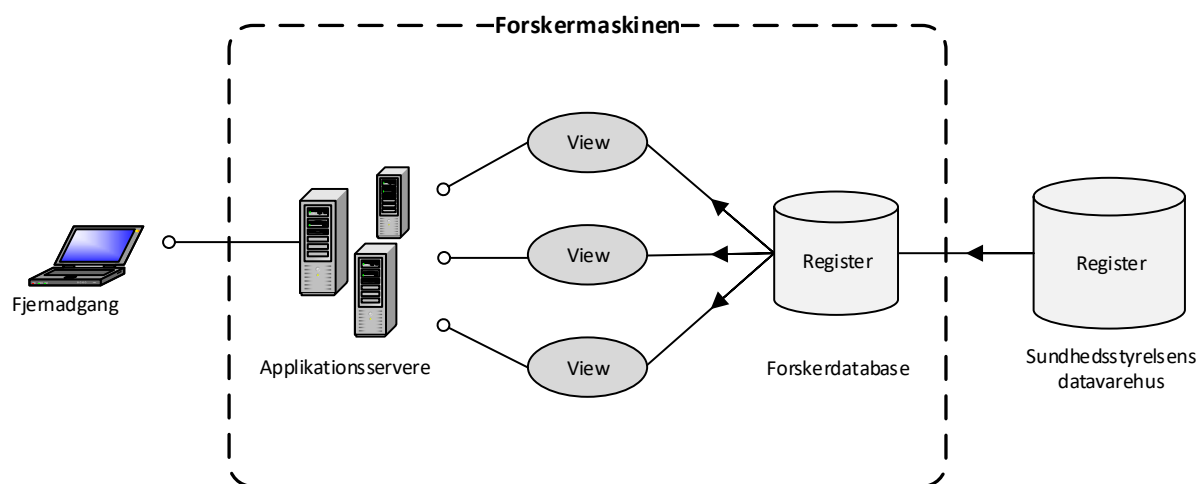 Forskermaskinen
View
View
View
Register
Register
Fjernadgang
Applikationsservere
Forskerdatabase
Sundhedsstyrelsens
datavarehus